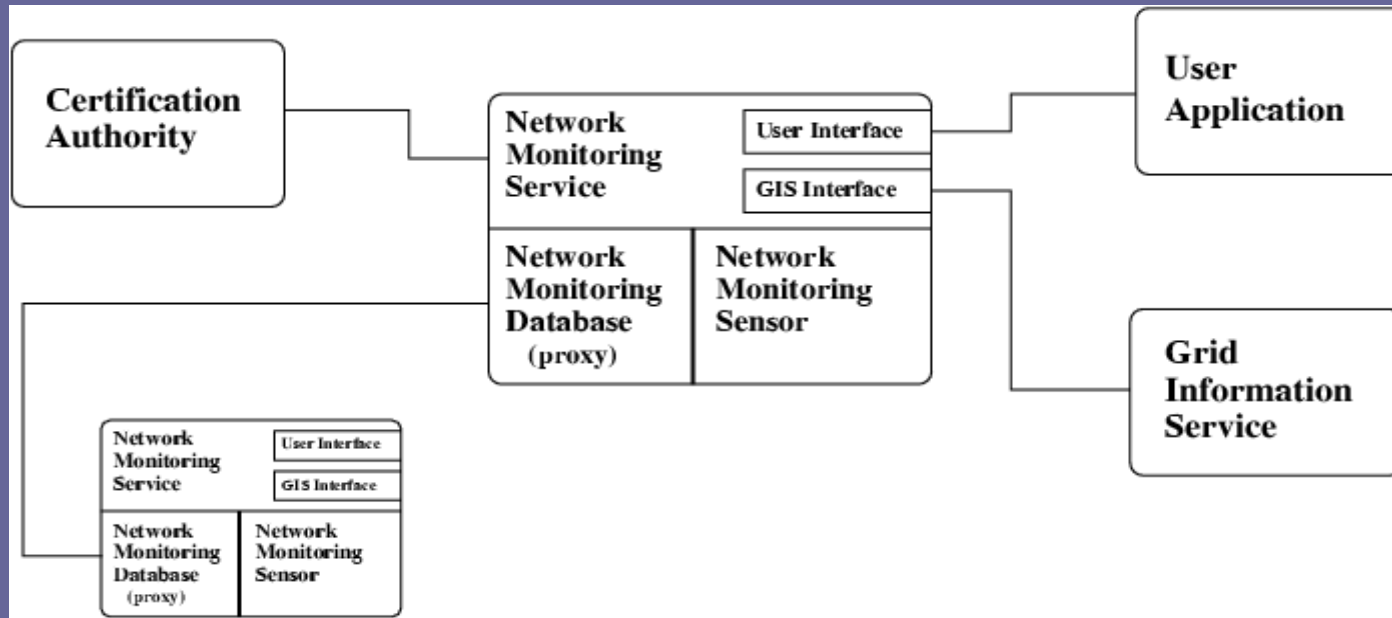 Certification
Authority
Network
Monitoring
Service
User Interface
GIS Interface
Network
Monitoring
Database
(proxy)
Network
Monitoring
Sensor
User
Application
Grid
Information
Service
Network
Monitoring
Service
User Interface
GIS Interface
Network
Monitoring
Database
(proxy)
Network
Monitoring
Sensor